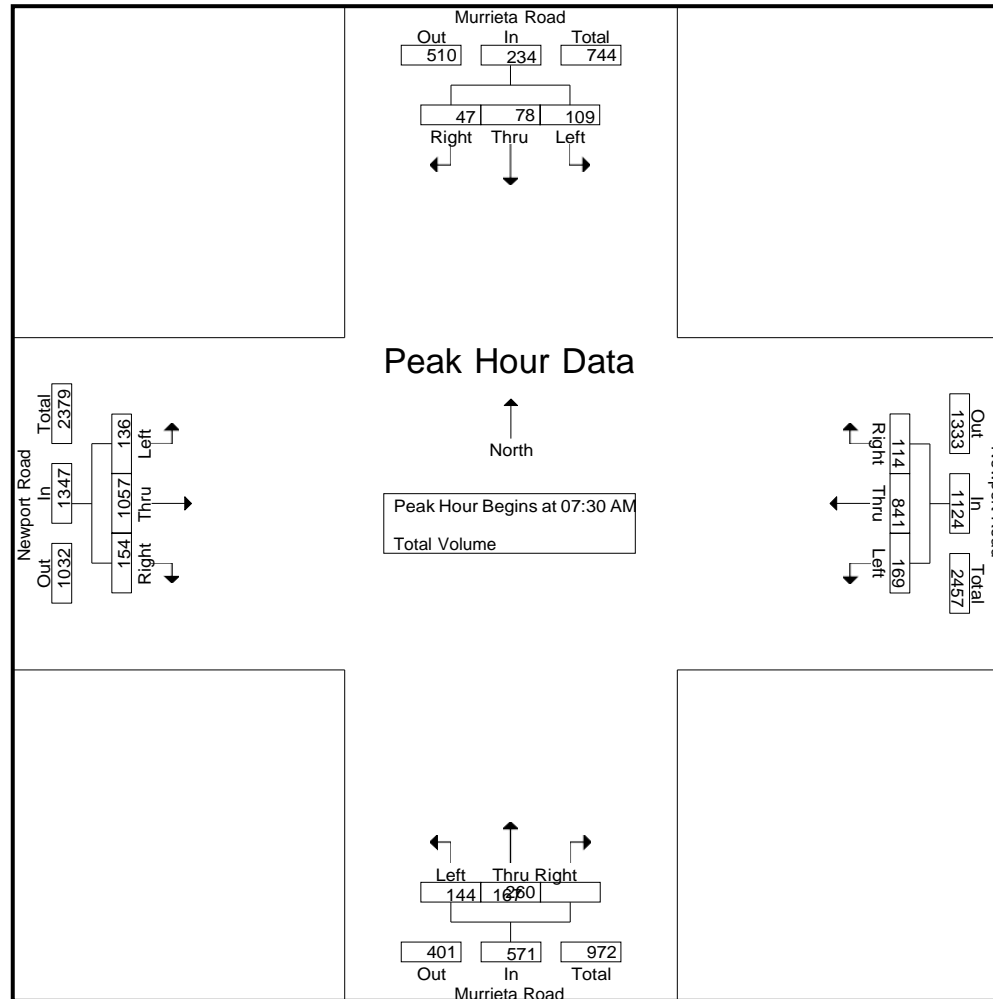 Murrieta Road
Out In Total
510 234 744
47 78 109
Right Thru Left
Peak Hour Data
North
Peak Hour Begins at 07:30 AM
Total Volume
Newport Road
Out In Total
1032 1347 2379
154 1057 136
Right Thru Left
Out In Total
1333 1124 2457
114 841 169
Right Thru Left
Left Thru Right
144 167 260
401 571 972
Out In Total
Murrieta Road